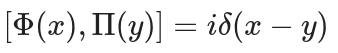 [Φ(x), Π(y)] = iδ(x − y)